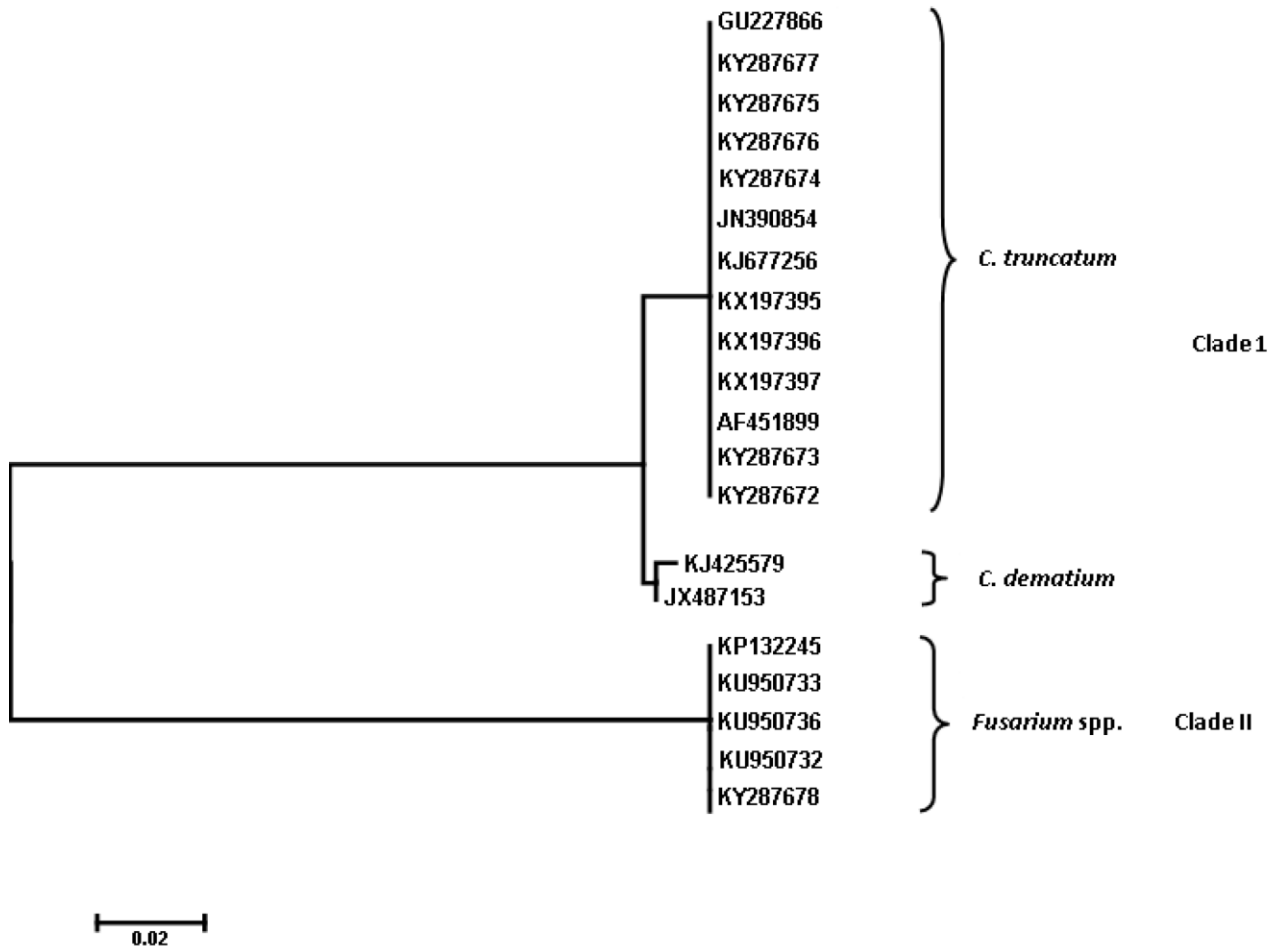 GU227866
KY287677
KY287675
KY287676
KY287674
JN390854
C. truncatum
KJ677256
KX197395
KX197396
Clade 1
KX197397
AF451899
KY287673
KY287672
KJ425579
C. dematium
JX487153
KP132245
KU950733
KU950736
Fusarium spp.
Clade II
KU950732
KY287678
0.02